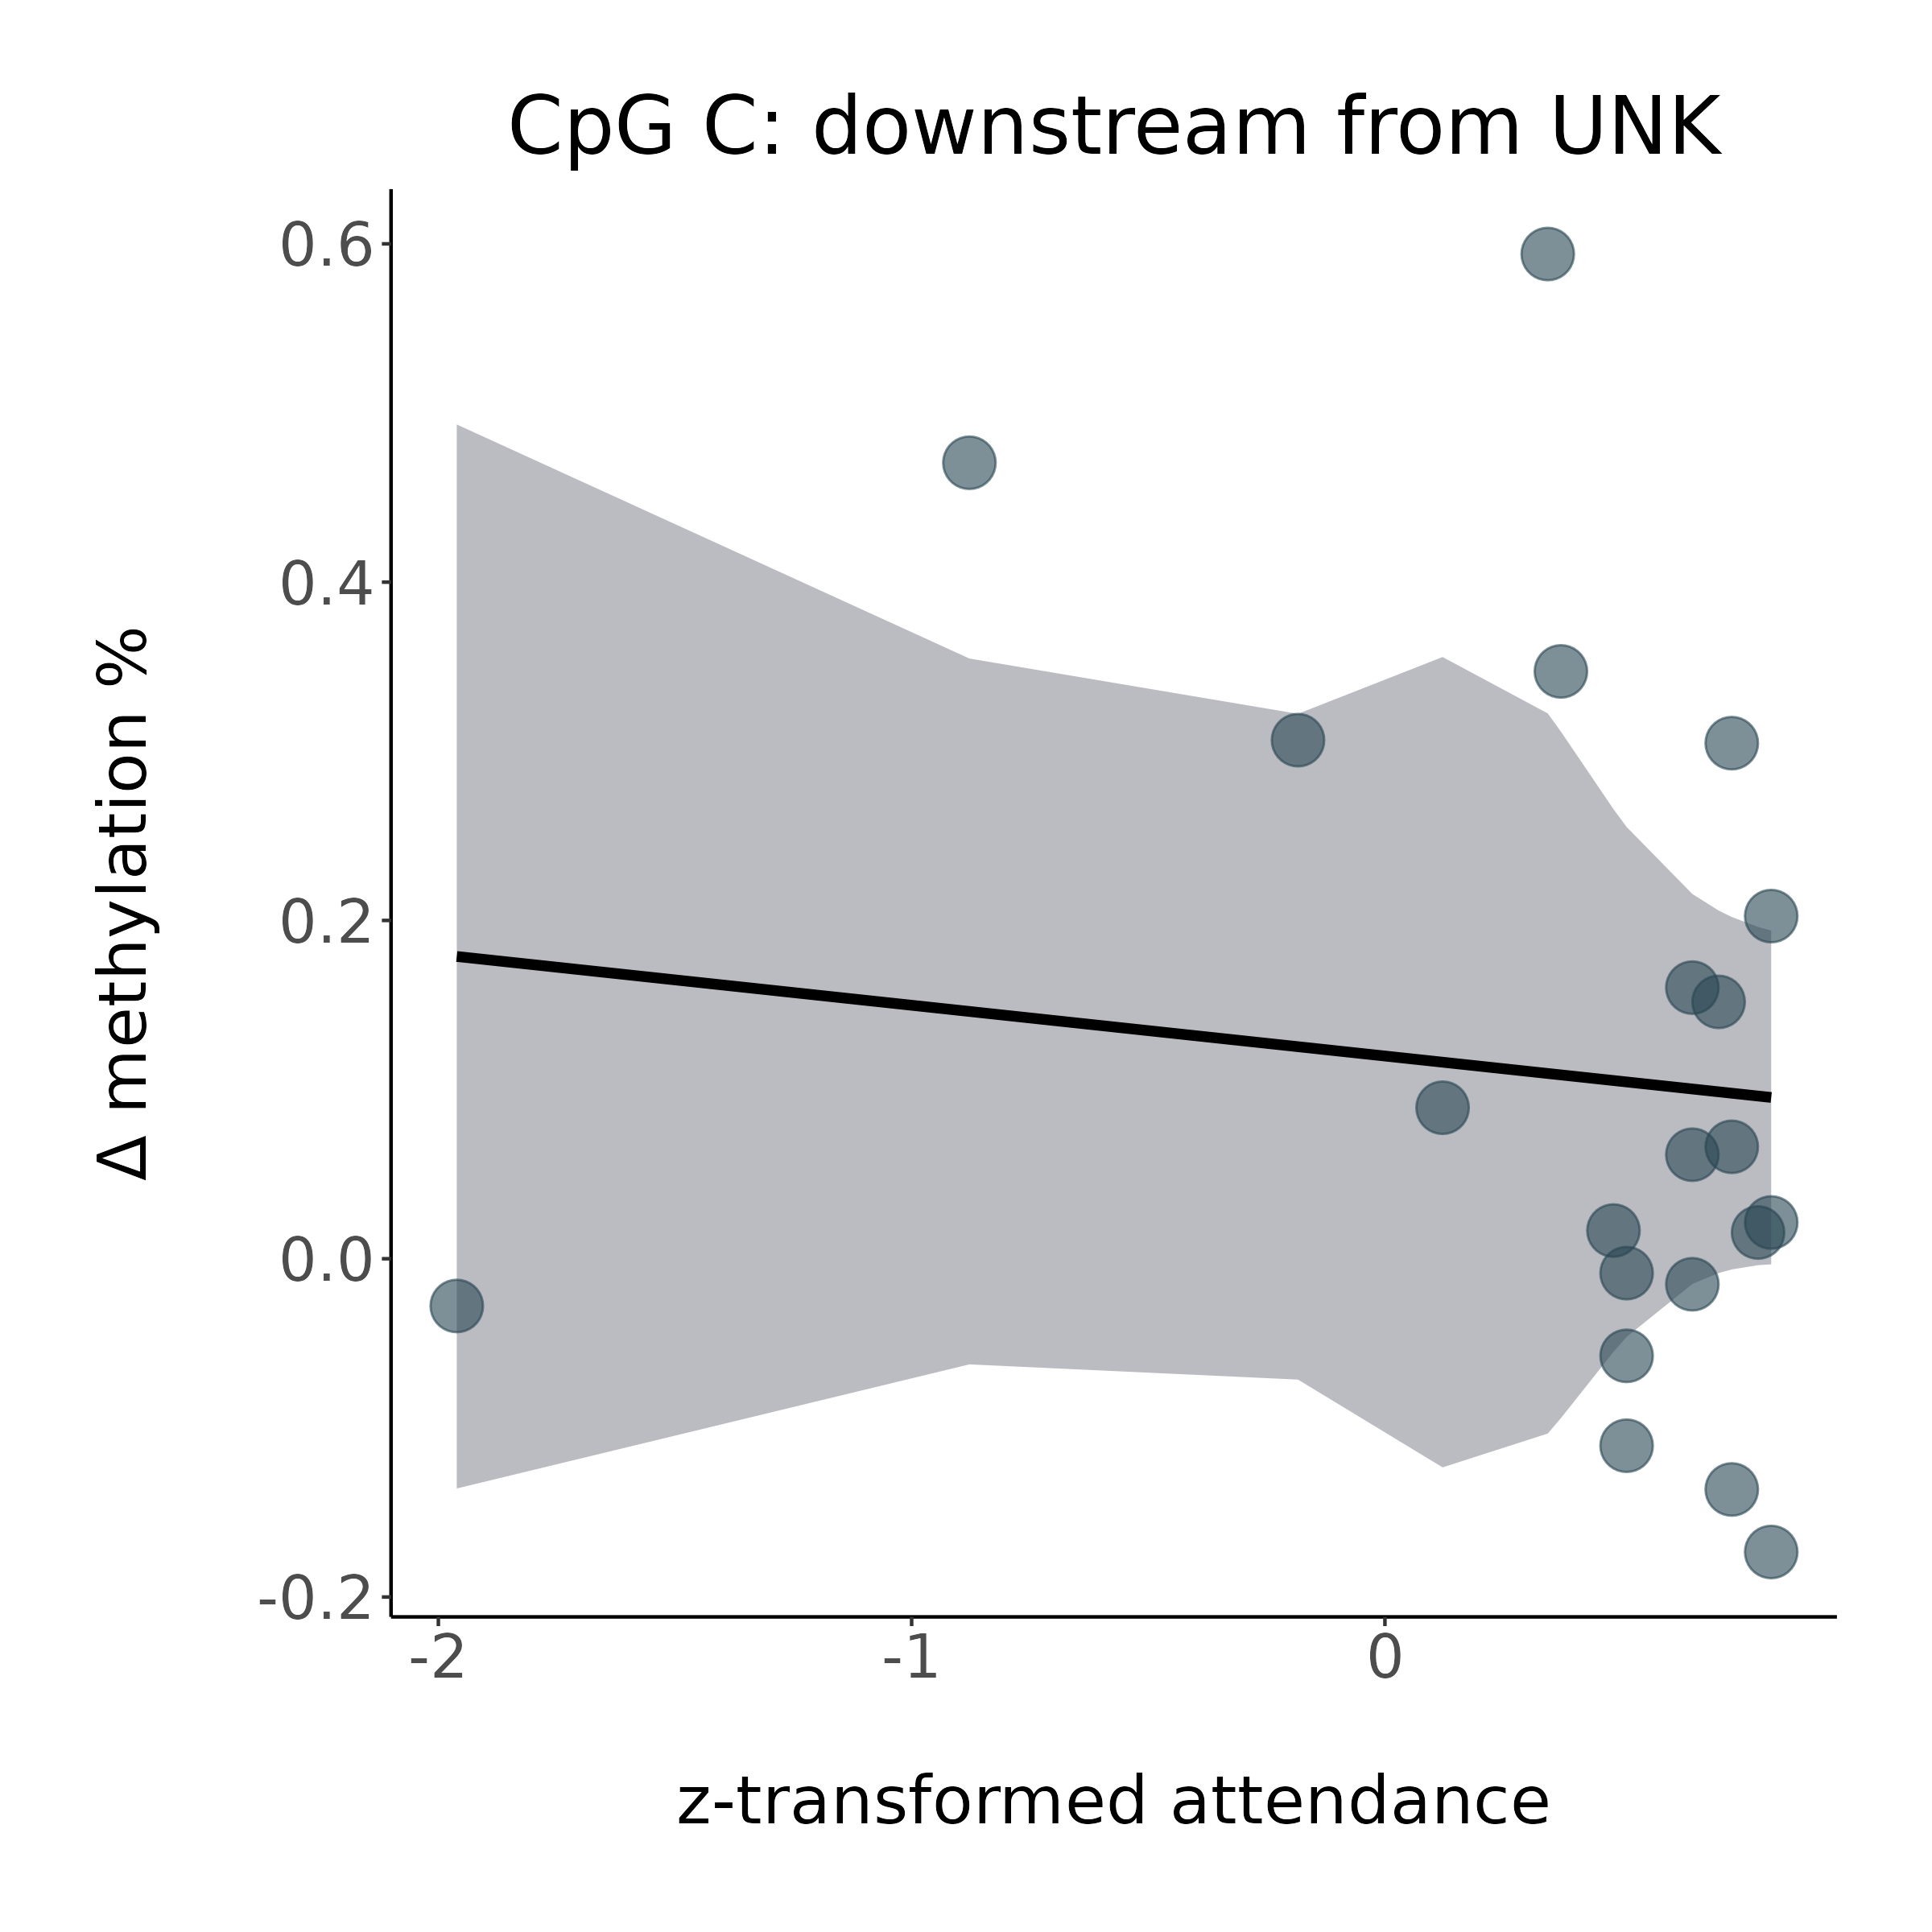 CpG C: downstream from UNK
Δ methylation %
0.6
0.4
0.2
0.0
-0.2
-2 -1 0
z-transformed attendance